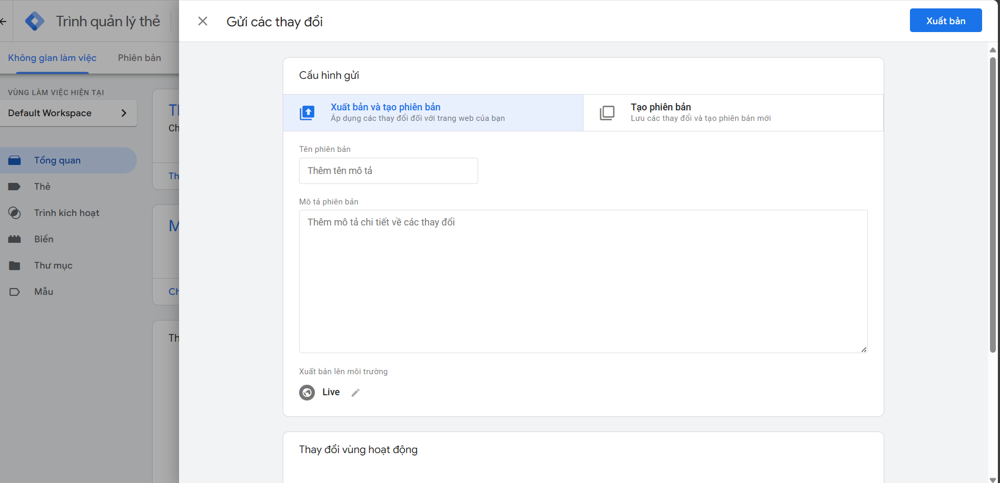 Trình quản lý thẻ
Gửi các thay đổi
Xuất bản
Không gian làm việc
Phiên bản
VÙNG LÀM VIỆC HIỆN TẠI
Default Workspace
Tổng quan
Thẻ
Trình kích hoạt
Biến
Thư mục
Mẫu
Cấu hình gửi
Xuất bản và tạo phiên bản
Áp dụng các thay đổi đối với trang web của bạn
Tạo phiên bản
Lưu các thay đổi và tạo phiên bản mới
Tên phiên bản
Thêm tên mô tả
Mô tả phiên bản
Thêm mô tả chi tiết về các thay đổi
Xuất bản lên môi trường
Live
Thay đổi vùng hoạt động